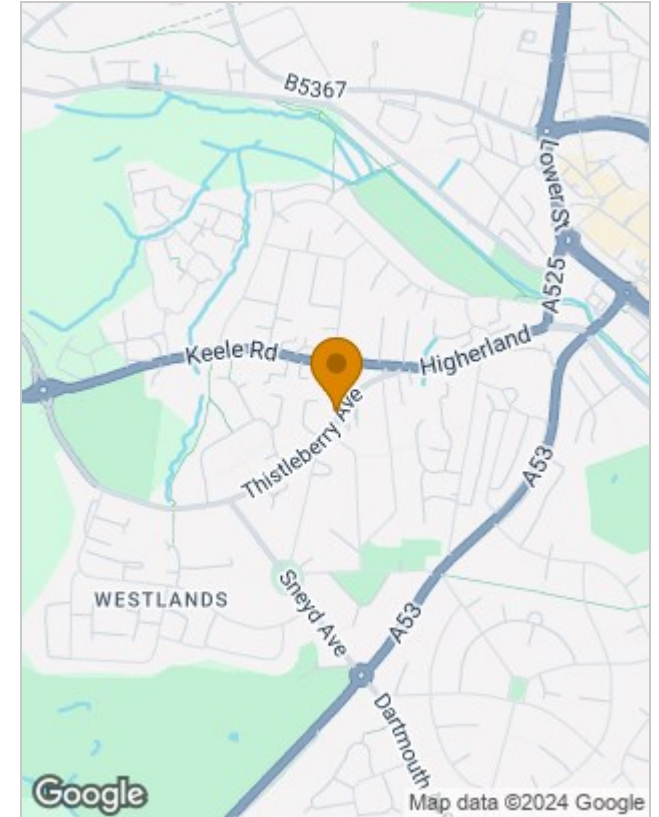 B5367
Tower St
A525
Keele Rd
Higherland
Thistleberry Ave
A53
WESTLANDS
Sneyd Ave
A53
Dartmouth
Google
Map data ©2024 Google